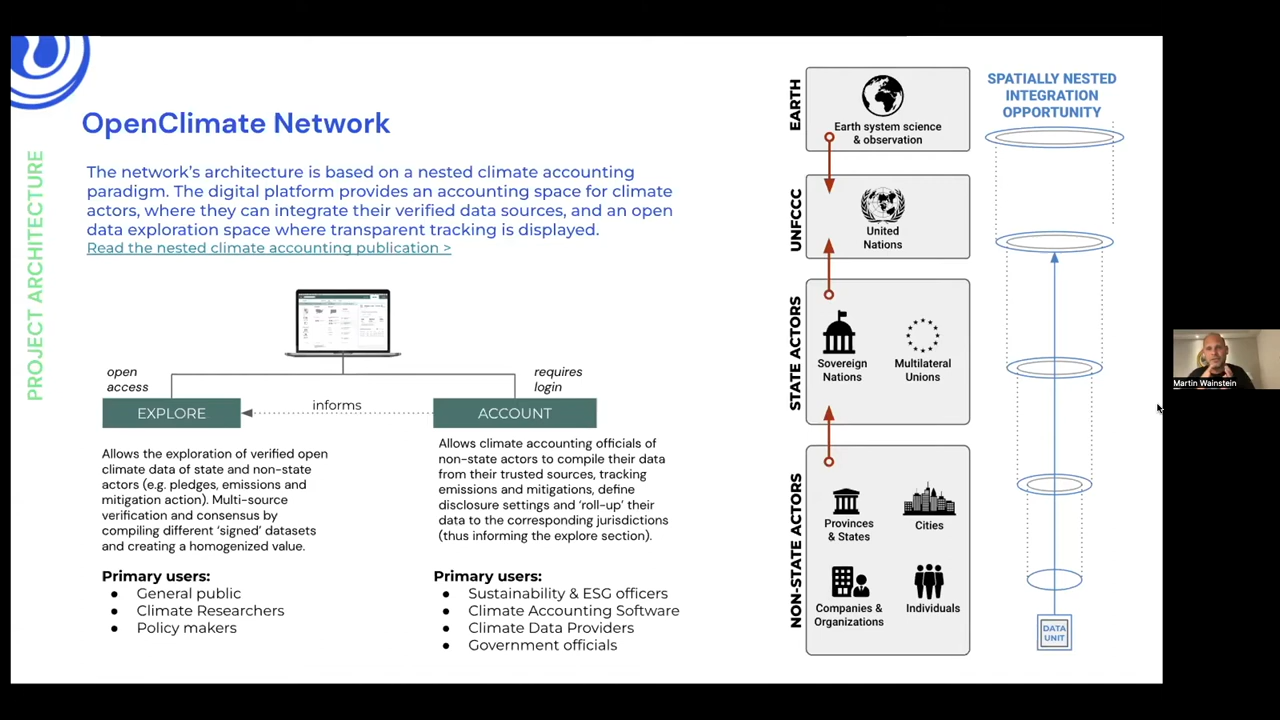 PROJECT ARCHITECTURE
OpenClimate Network
The network's architecture is based on a nested climate accounting
paradigm. The digital platform provides an accounting space for climate
actors, where they can integrate their verified data sources, and an open
data exploration space where transparent tracking is displayed.
Read the nested climate accounting publication >
open
access
requires
login
EXPLORE
informs
ACCOUNT
Allows the exploration of verified open
climate data of state and non-state
actors (e.g. pledges, emissions and
mitigation action). Multi-source
verification and consensus by
compiling different 'signed' datasets
and creating a homogenized value.
Primary users:
● General public
● Climate Researchers
● Policy makers
Allows climate accounting officials of
non-state actors to compile their data
from their trusted sources, tracking
emissions and mitigations, define
disclosure settings and 'roll-up' their
data to the corresponding jurisdictions
(thus informing the explore section).
Primary users:
● Sustainability & ESG officers
● Climate Accounting Software
● Climate Data Providers
● Government officials
EARTH
Earth system science
& observation
UNFCCC
United
Nations
STATE ACTORS
Sovereign
Nations
Multilateral
Unions
NON-STATE ACTORS
Provinces
& States
Cities
Companies &
Organizations
Individuals
SPATIALLY NESTED
INTEGRATION
OPPORTUNITY
DATA
UNIT
Martin Wainstein